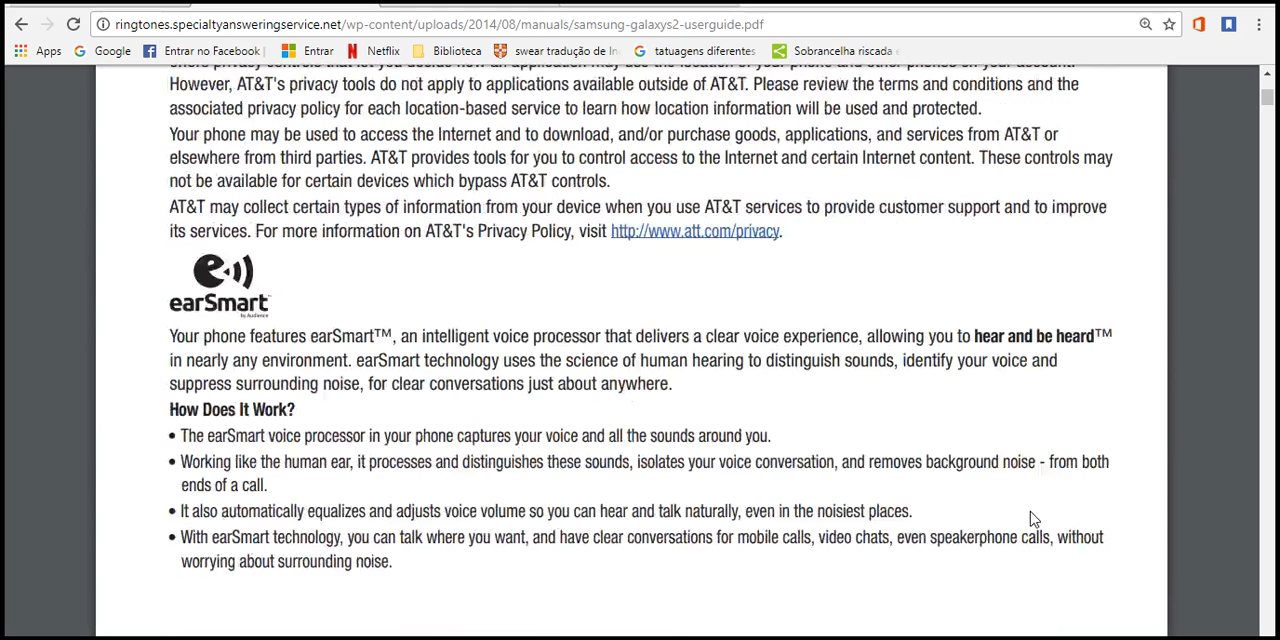 ringtones.specialtyansweringservice.net/wp-content/uploads/2014/08/manuals/samsung-galaxys2-userguide.pdf
Apps Google Entrar no Facebook Entrar Netflix Biblioteca swear tradução de In tatuagens diferentes Sobrancelha riscada
However, AT&T's privacy tools do not apply to applications available outside of AT&T. Please review the terms and conditions and the
associated privacy policy for each location-based service to learn how location information will be used and protected.
Your phone may be used to access the Internet and to download, and/or purchase goods, applications, and services from AT&T or
elsewhere from third parties. AT&T provides tools for you to control access to the Internet and certain Internet content. These controls may
not be available for certain devices which bypass AT&T controls.
AT&T may collect certain types of information from your device when you use AT&T services to provide customer support and to improve
its services. For more information on AT&T's Privacy Policy, visit http://www.att.com/privacy.
earSmart™
by Audience
Your phone features earSmart™, an intelligent voice processor that delivers a clear voice experience, allowing you to hear and be heard™
in nearly any environment. earSmart technology uses the science of human hearing to distinguish sounds, identify your voice and
suppress surrounding noise, for clear conversations just about anywhere.
How Does It Work?
• The earSmart voice processor in your phone captures your voice and all the sounds around you.
• Working like the human ear, it processes and distinguishes these sounds, isolates your voice conversation, and removes background noise - from both
ends of a call.
• It also automatically equalizes and adjusts voice volume so you can hear and talk naturally, even in the noisiest places.
• With earSmart technology, you can talk where you want, and have clear conversations for mobile calls, video chats, even speakerphone calls, without
worrying about surrounding noise.